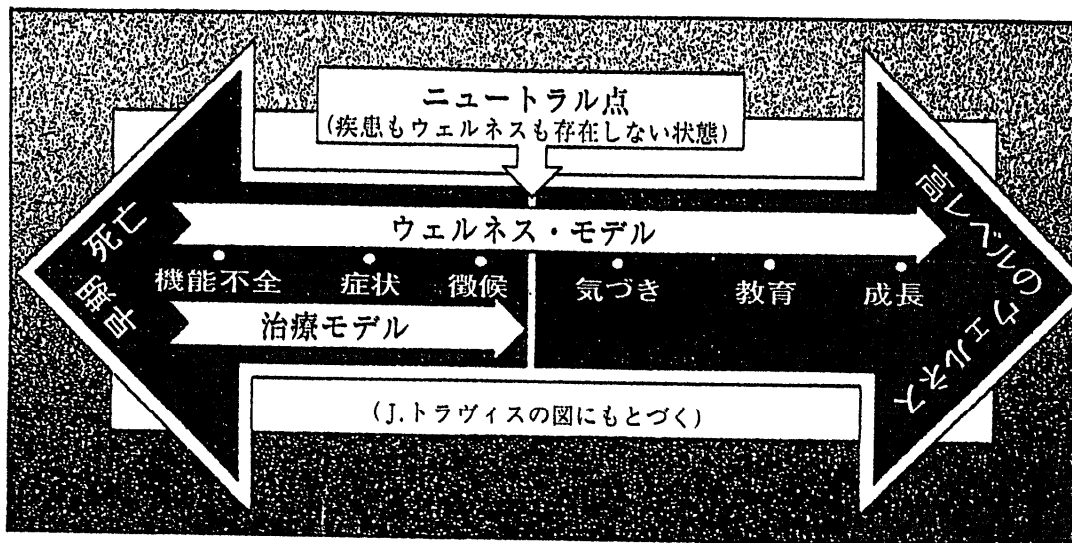 ニュートラル点
(疾患もウェルネスも存在しない状態)
ウェルネス・モデル
早期死亡
機能不全
症状
徴候
気づき
教育
成長
高レベルのウェルネス
治療モデル
(J.トラヴィスの図にもとづく)